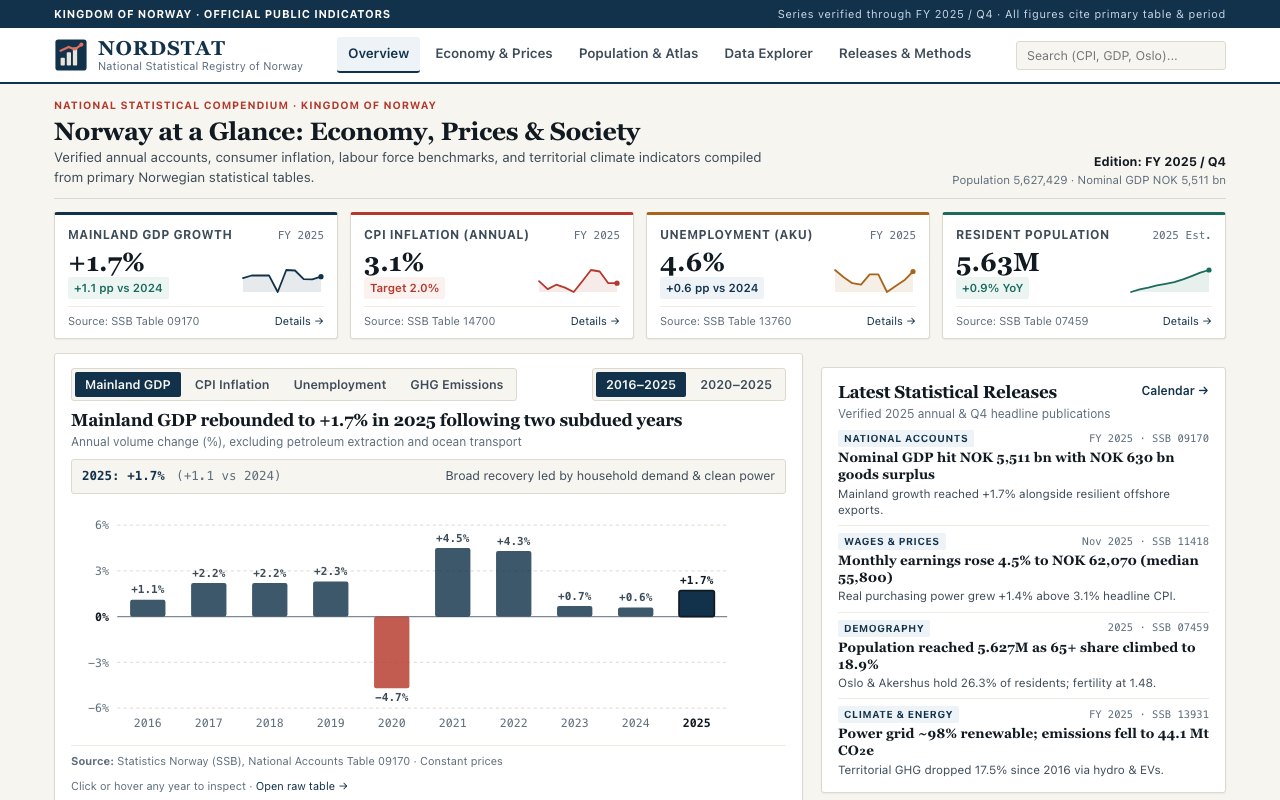 KINGDOM OF NORWAY · OFFICIAL PUBLIC INDICATORS
Series verified through FY 2025 / Q4 · All figures cite primary table & period
NORDSTAT
National Statistical Registry of Norway
Overview
Economy & Prices
Population & Atlas
Data Explorer
Releases & Methods
Search (CPI, GDP, Oslo)...
NATIONAL STATISTICAL COMPENDIUM · KINGDOM OF NORWAY
Norway at a Glance: Economy, Prices & Society
Verified annual accounts, consumer inflation, labour force benchmarks, and territorial climate indicators compiled
from primary Norwegian statistical tables.
Edition: FY 2025 / Q4
Population 5,627,429 · Nominal GDP NOK 5,511 bn
MAINLAND GDP GROWTH
FY 2025
+1.7%
+1.1 pp vs 2024
Source: SSB Table 09170
Details →
CPI INFLATION (ANNUAL)
FY 2025
3.1%
Target 2.0%
Source: SSB Table 14700
Details →
UNEMPLOYMENT (AKU)
FY 2025
4.6%
+0.6 pp vs 2024
Source: SSB Table 13760
Details →
RESIDENT POPULATION
2025 Est.
5.63M
+0.9% YoY
Source: SSB Table 07459
Details →
Mainland GDP
CPI Inflation
Unemployment
GHG Emissions
2016–2025
2020–2025
Mainland GDP rebounded to +1.7% in 2025 following two subdued years
Annual volume change (%), excluding petroleum extraction and ocean transport
2025: +1.7% (+1.1 vs 2024)
Broad recovery led by household demand & clean power
6%
3%
0%
−3%
−6%
+1.1%
+2.2%
+2.2%
+2.3%
−4.7%
+4.5%
+4.3%
+0.7%
+0.6%
+1.7%
2016
2017
2018
2019
2020
2021
2022
2023
2024
2025
Source: Statistics Norway (SSB), National Accounts Table 09170 · Constant prices
Click or hover any year to inspect · Open raw table →
Latest Statistical Releases
Calendar →
Verified 2025 annual & Q4 headline publications
NATIONAL ACCOUNTS
FY 2025 · SSB 09170
Nominal GDP hit NOK 5,511 bn with NOK 630 bn
goods surplus
Mainland growth reached +1.7% alongside resilient offshore
exports.
WAGES & PRICES
Nov 2025 · SSB 11418
Monthly earnings rose 4.5% to NOK 62,070 (median
55,800)
Real purchasing power grew +1.4% above 3.1% headline CPI.
DEMOGRAPHY
2025 · SSB 07459
Population reached 5.627M as 65+ share climbed to
18.9%
Oslo & Akershus hold 26.3% of residents; fertility at 1.48.
CLIMATE & ENERGY
FY 2025 · SSB 13931
Power grid ~98% renewable; emissions fell to 44.1 Mt
CO2e
Territorial GHG dropped 17.5% since 2016 via hydro & EVs.